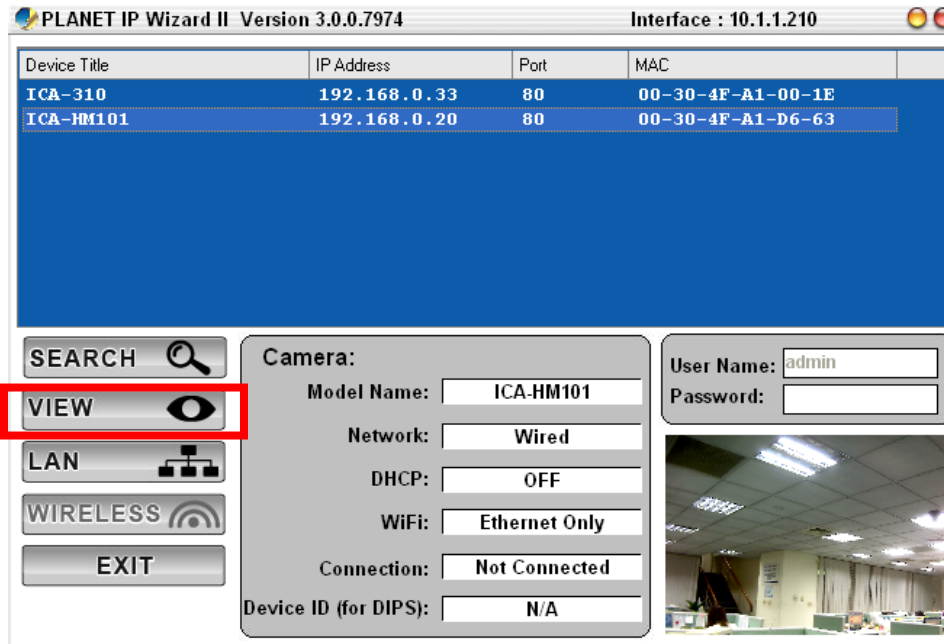 PLANET IP Wizard II Version 3.0.0.7974 Interface : 10.1.1.210
Device Title IP Address Port MAC
ICA-310 192.168.0.33 80 00-30-4F-A1-00-1E
ICA-HM101 192.168.0.20 80 00-30-4F-A1-D6-63
SEARCH
VIEW
LAN
WIRELESS
EXIT
Camera:
Model Name: ICA-HM101
Network: Wired
DHCP: OFF
WiFi: Ethernet Only
Connection: Not Connected
Device ID (for DIPS): N/A
User Name: admin
Password: